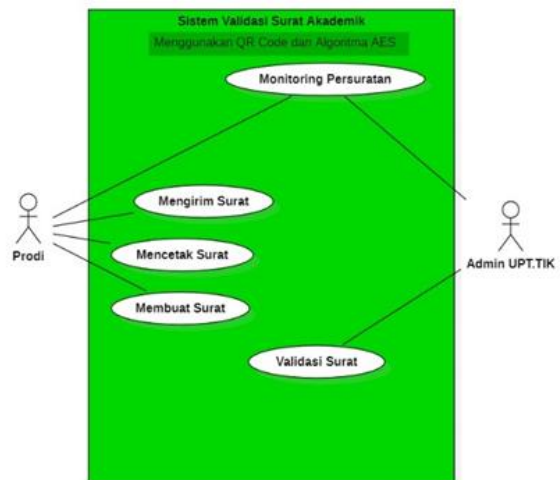 Sistem Validasi Surat Akademik
Menggunakan QR Code dan Algoritma AES
Monitoring Persuratan
Mengirim Surat
Prodi
Mencetak Surat
Admin UPT.TIK
Membuat Surat
Validasi Surat